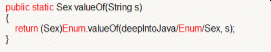 public static Sex valueOf(String s)
{
return (Sex)Enum.valueOf(deepIntoJava/Enum/Sex, s);
}